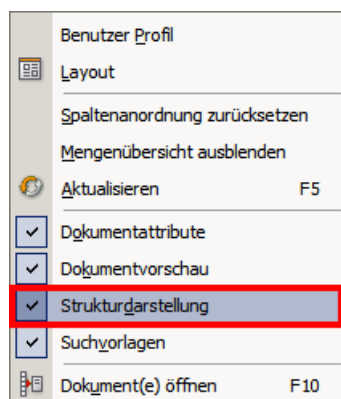 Benutzer Profil
Layout
Spaltenanordnung zurücksetzen
Mengenübersicht ausblenden
Aktualisieren F5
Dokumentattribute
Dokumentvorschau
Strukturdarstellung
Suchvorlagen
Dokument(e) öffnen F10